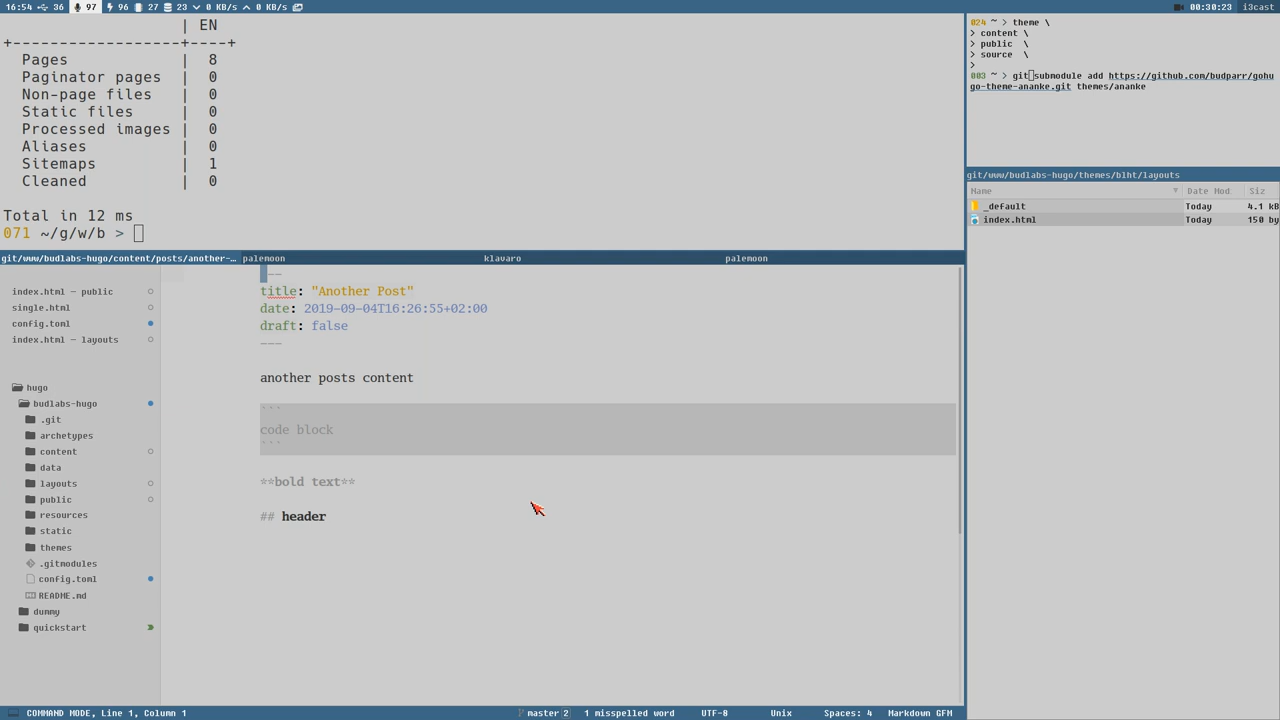 16:54 36 97 96 27 23 0 KB/s 0 KB/s 00:30:23 i3cast
| EN
+-----------------+----+
Pages | 8
Paginator pages | 0
Non-page files | 0
Static files | 0
Processed images | 0
Aliases | 0
Sitemaps | 1
Cleaned | 0
Total in 12 ms
071 ~/g/w/b >
024 ~ > theme \
> content \
> public \
> source \
>
003 ~ > git submodule add https://github.com/budparr/gohu
go-theme-ananke.git themes/ananke
git/www/budlabs-hugo/themes/blht/layouts
Name Date Mod Siz
_default Today 4.1 kB
index.html Today 150 by
git/www/budlabs-hugo/content/posts/another-… palemoon klavaro palemoon
index.html — public
single.html
config.toml
index.html — layouts
hugo
budlabs-hugo
.git
archetypes
content
data
layouts
public
resources
static
themes
.gitmodules
config.toml
README.md
dummy
quickstart
---
title: "Another Post"
date: 2019-09-04T16:26:55+02:00
draft: false
---
another posts content
```
code block
```
**bold text**
## header
COMMAND MODE, Line 1, Column 1 master 2 1 misspelled word UTF-8 Unix Spaces: 4 Markdown GFM